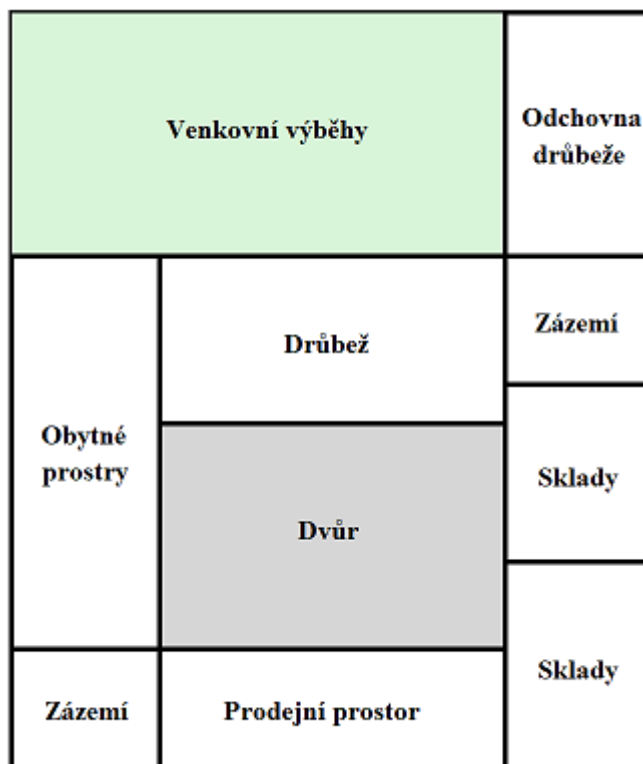 Venkovní výběhy
Odchovna
drůbeže
Zázemí
Drůbež
Obytné
prostry
Sklady
Dvůr
Sklady
Zázemí
Prodejní prostor